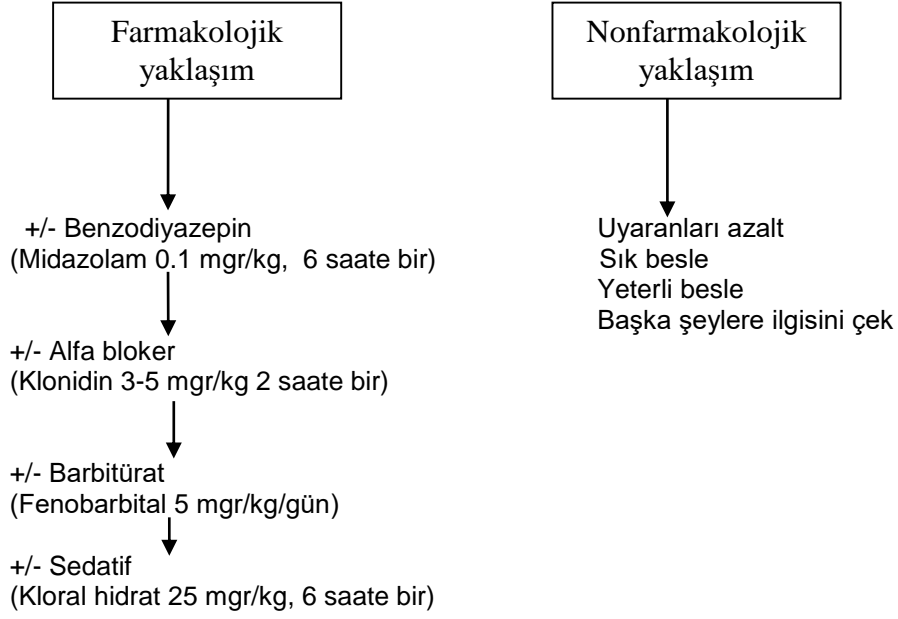 Farmakolojik
yaklaşım
+/- Benzodiyazepin
(Midazolam 0.1 mgr/kg, 6 saate bir)
+/- Alfa bloker
(Klonidin 3-5 mgr/kg 2 saate bir)
+/- Barbitürat
(Fenobarbital 5 mgr/kg/gün)
+/- Sedatif
(Kloral hidrat 25 mgr/kg, 6 saate bir)
Nonfarmakolojik
yaklaşım
Uyaranları azalt
Sık besle
Yeterli besle
Başka şeylere ilgisini çek